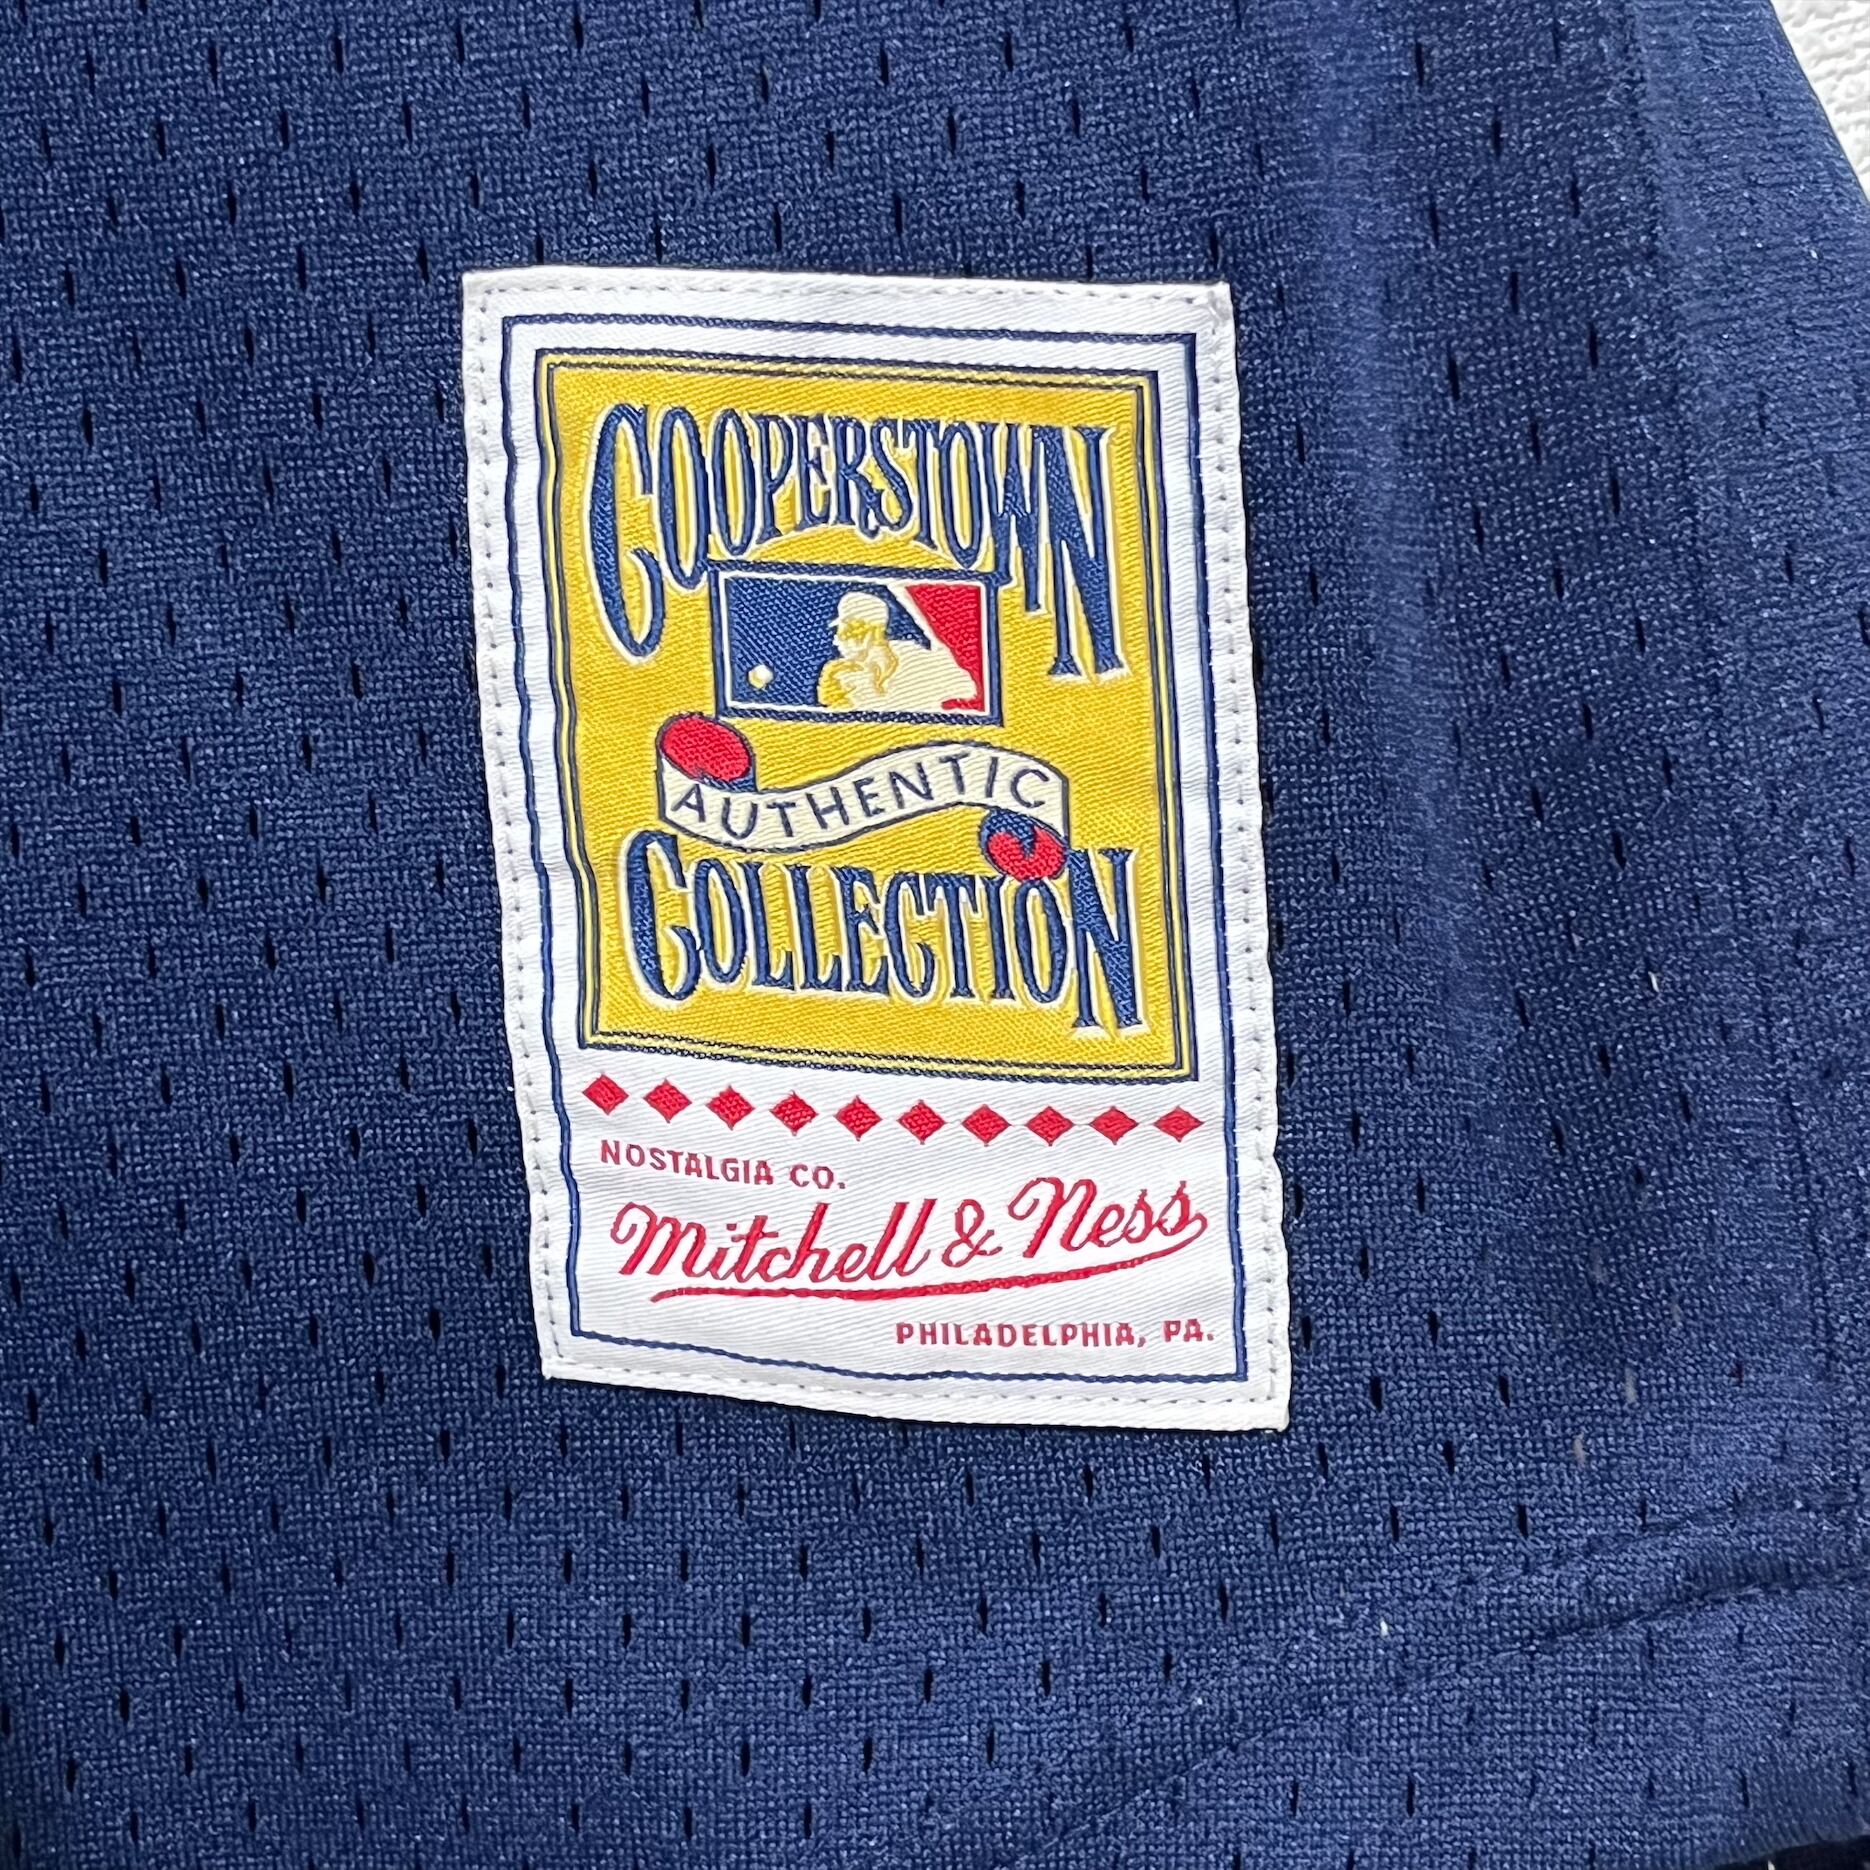 COOPERSTOWN
AUTHENTIC
COLLECTION
NOSTALGIA CO.
Mitchell & Ness
PHILADELPHIA, PA.